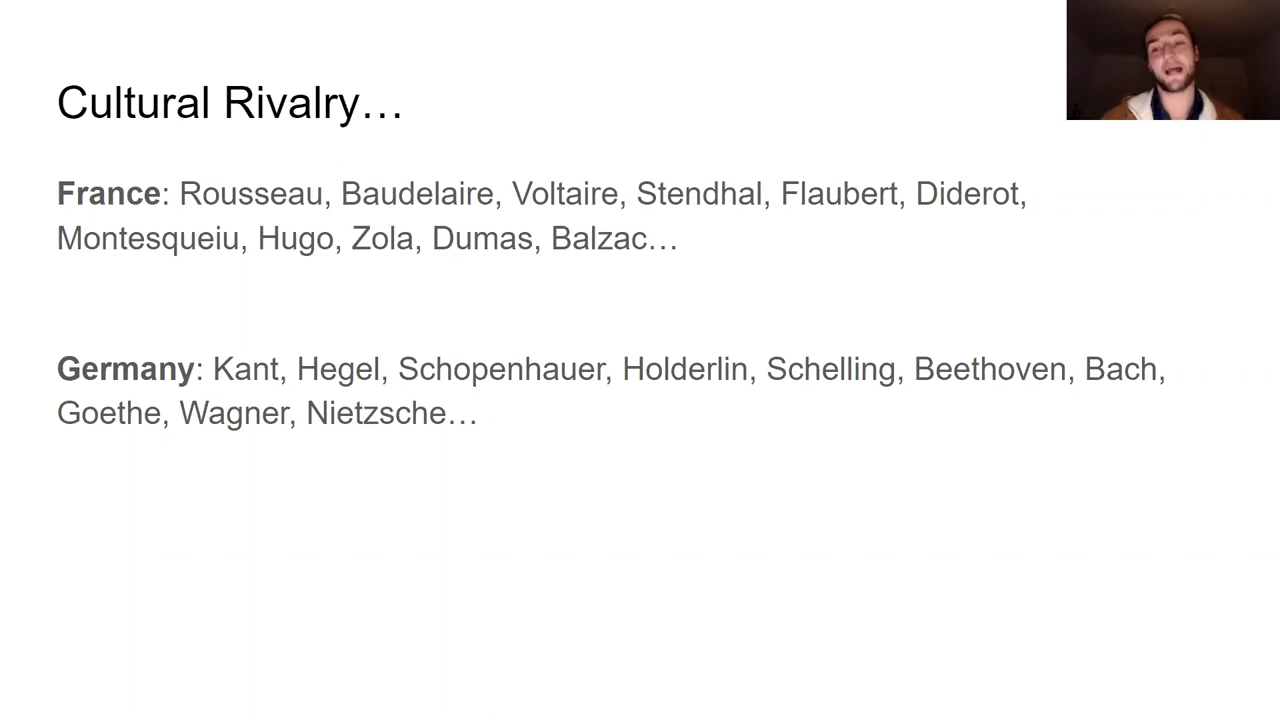 Cultural Rivalry…
France: Rousseau, Baudelaire, Voltaire, Stendhal, Flaubert, Diderot,
Montesqueiu, Hugo, Zola, Dumas, Balzac…
Germany: Kant, Hegel, Schopenhauer, Holderlin, Schelling, Beethoven, Bach,
Goethe, Wagner, Nietzsche…